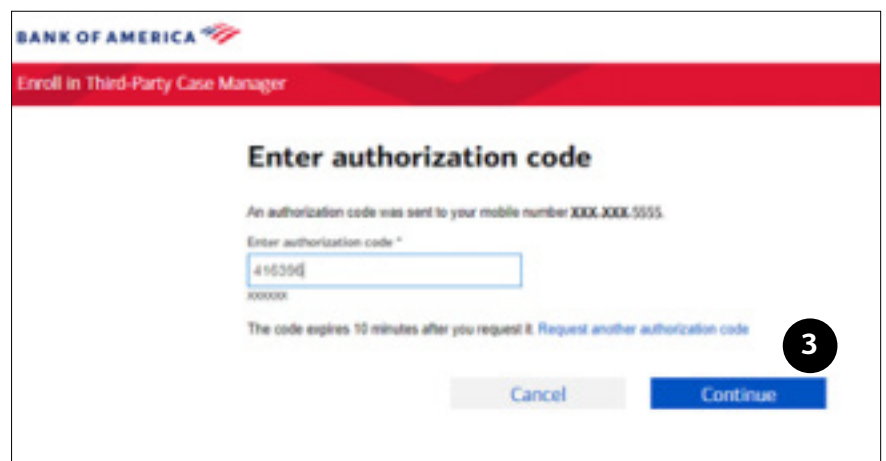 BANK OF AMERICA
Enroll in Third-Party Case Manager
Enter authorization code
An authorization code was sent to your mobile number XXX-XXX-5555.
Enter authorization code *
416396
xxxxxx
The code expires 10 minutes after you request it. Request another authorization code
3
Cancel Continue